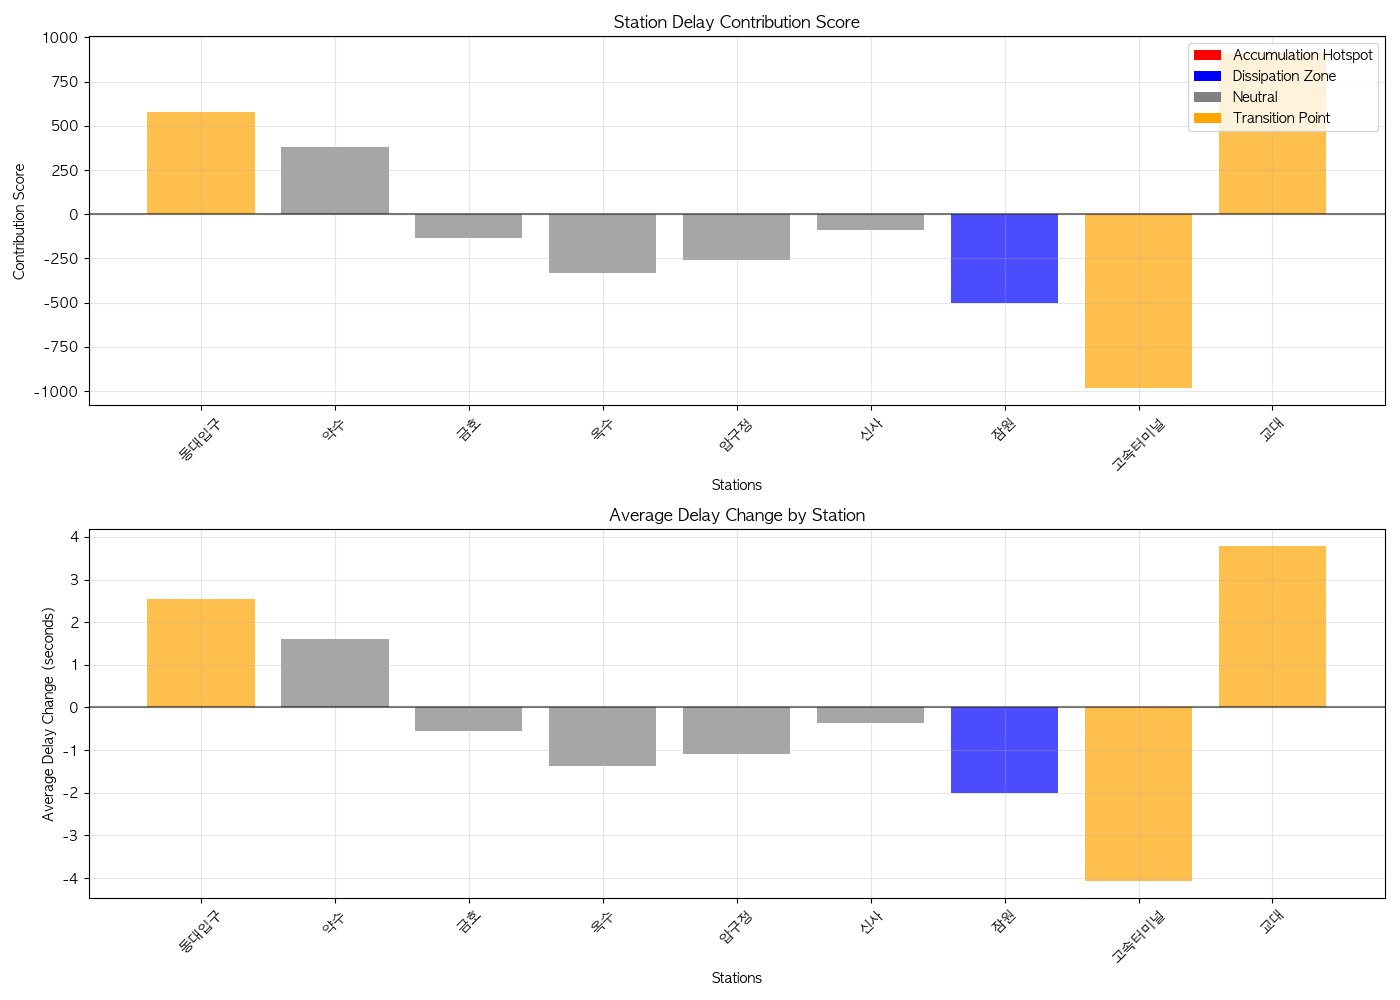 Station Delay Contribution Score
Contribution Score
1000
750
500
250
0
-250
-500
-750
-1000
Accumulation Hotspot
Dissipation Zone
Neutral
Transition Point
동대입구
약수
금호
옥수
압구정
신사
잠원
고속터미널
교대
Stations
Average Delay Change by Station
Average Delay Change (seconds)
4
3
2
1
0
-1
-2
-3
-4
동대입구
약수
금호
옥수
압구정
신사
잠원
고속터미널
교대
Stations